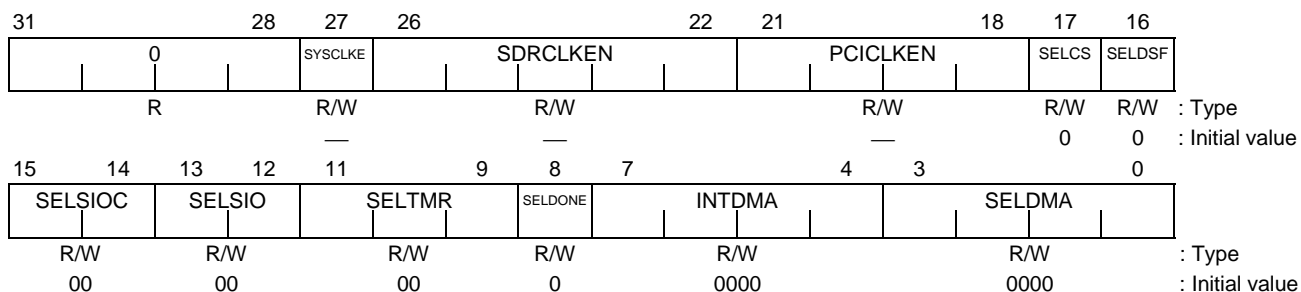 31 28 27 26 22 21 18 17 16
0 SYSCLKE SDRCLKEN PCICLKEN SELCS SELDSF
R R/W R/W R/W R/W R/W : Type
— — — 0 0 : Initial value
15 14 13 12 11 9 8 7 4 3 0
SELSIOC SELSIO SELTMR SELDONE INTDMA SELDMA
R/W R/W R/W R/W R/W R/W : Type
00 00 00 0 0000 0000 : Initial value